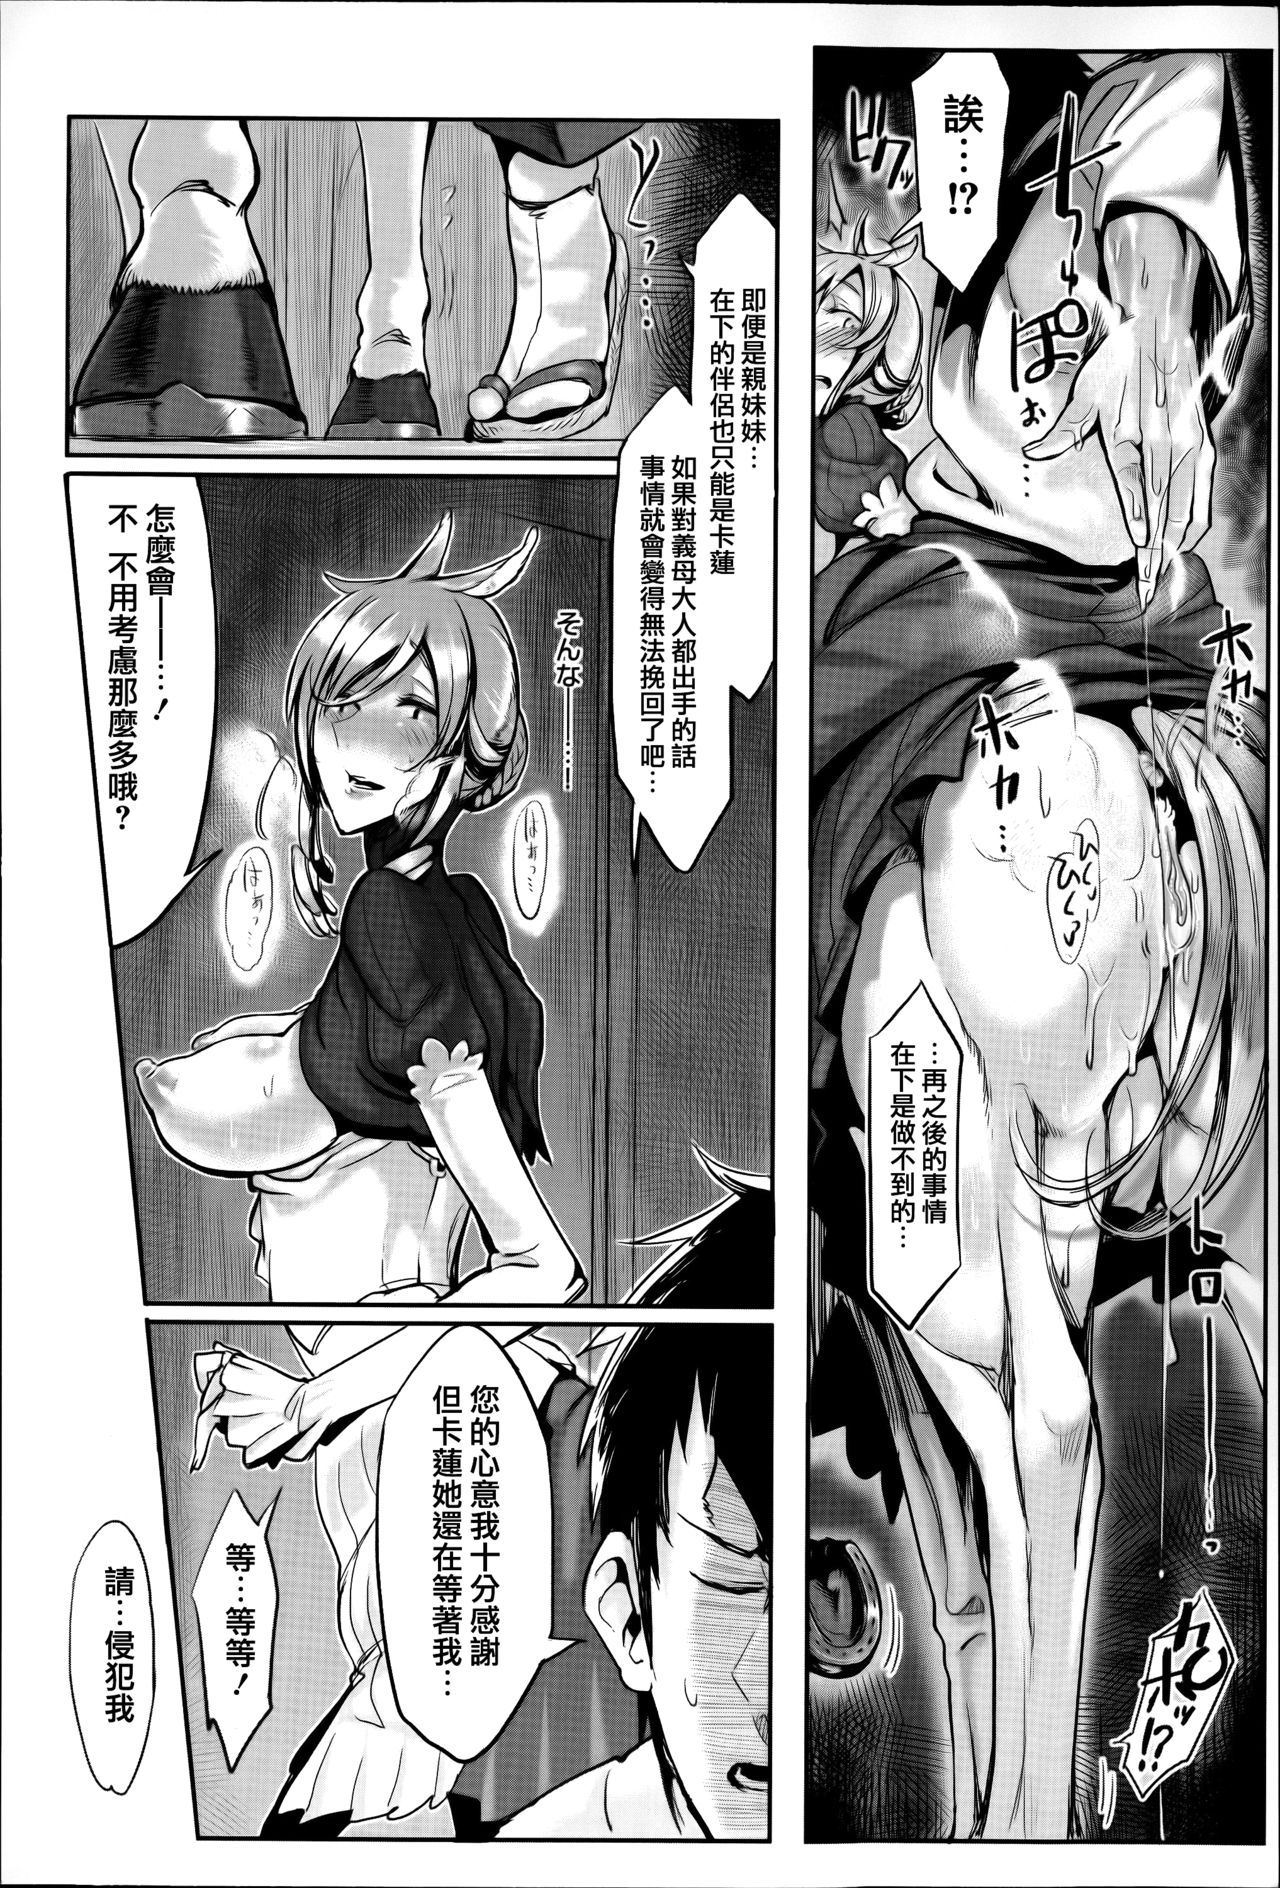 誒…!?
ビクッ
ぽぉ…
ホカ…
ホカ…
ひくっ
ひくっ
…再之後的事情
在下是做不到的…
トロ
カポッ!?
即便是親妹妹…
在下的伴侶也只能是卡蓮
如果對義母大人都出手的話
事情就會變得無法挽回了吧…
そんな――…!
はぁっ…
はぁっ…
怎麼會――…!
不 不用考慮那麼多哦?
您的心意我十分感謝
但卡蓮她還在等著我…
等…等等!
請…侵犯我